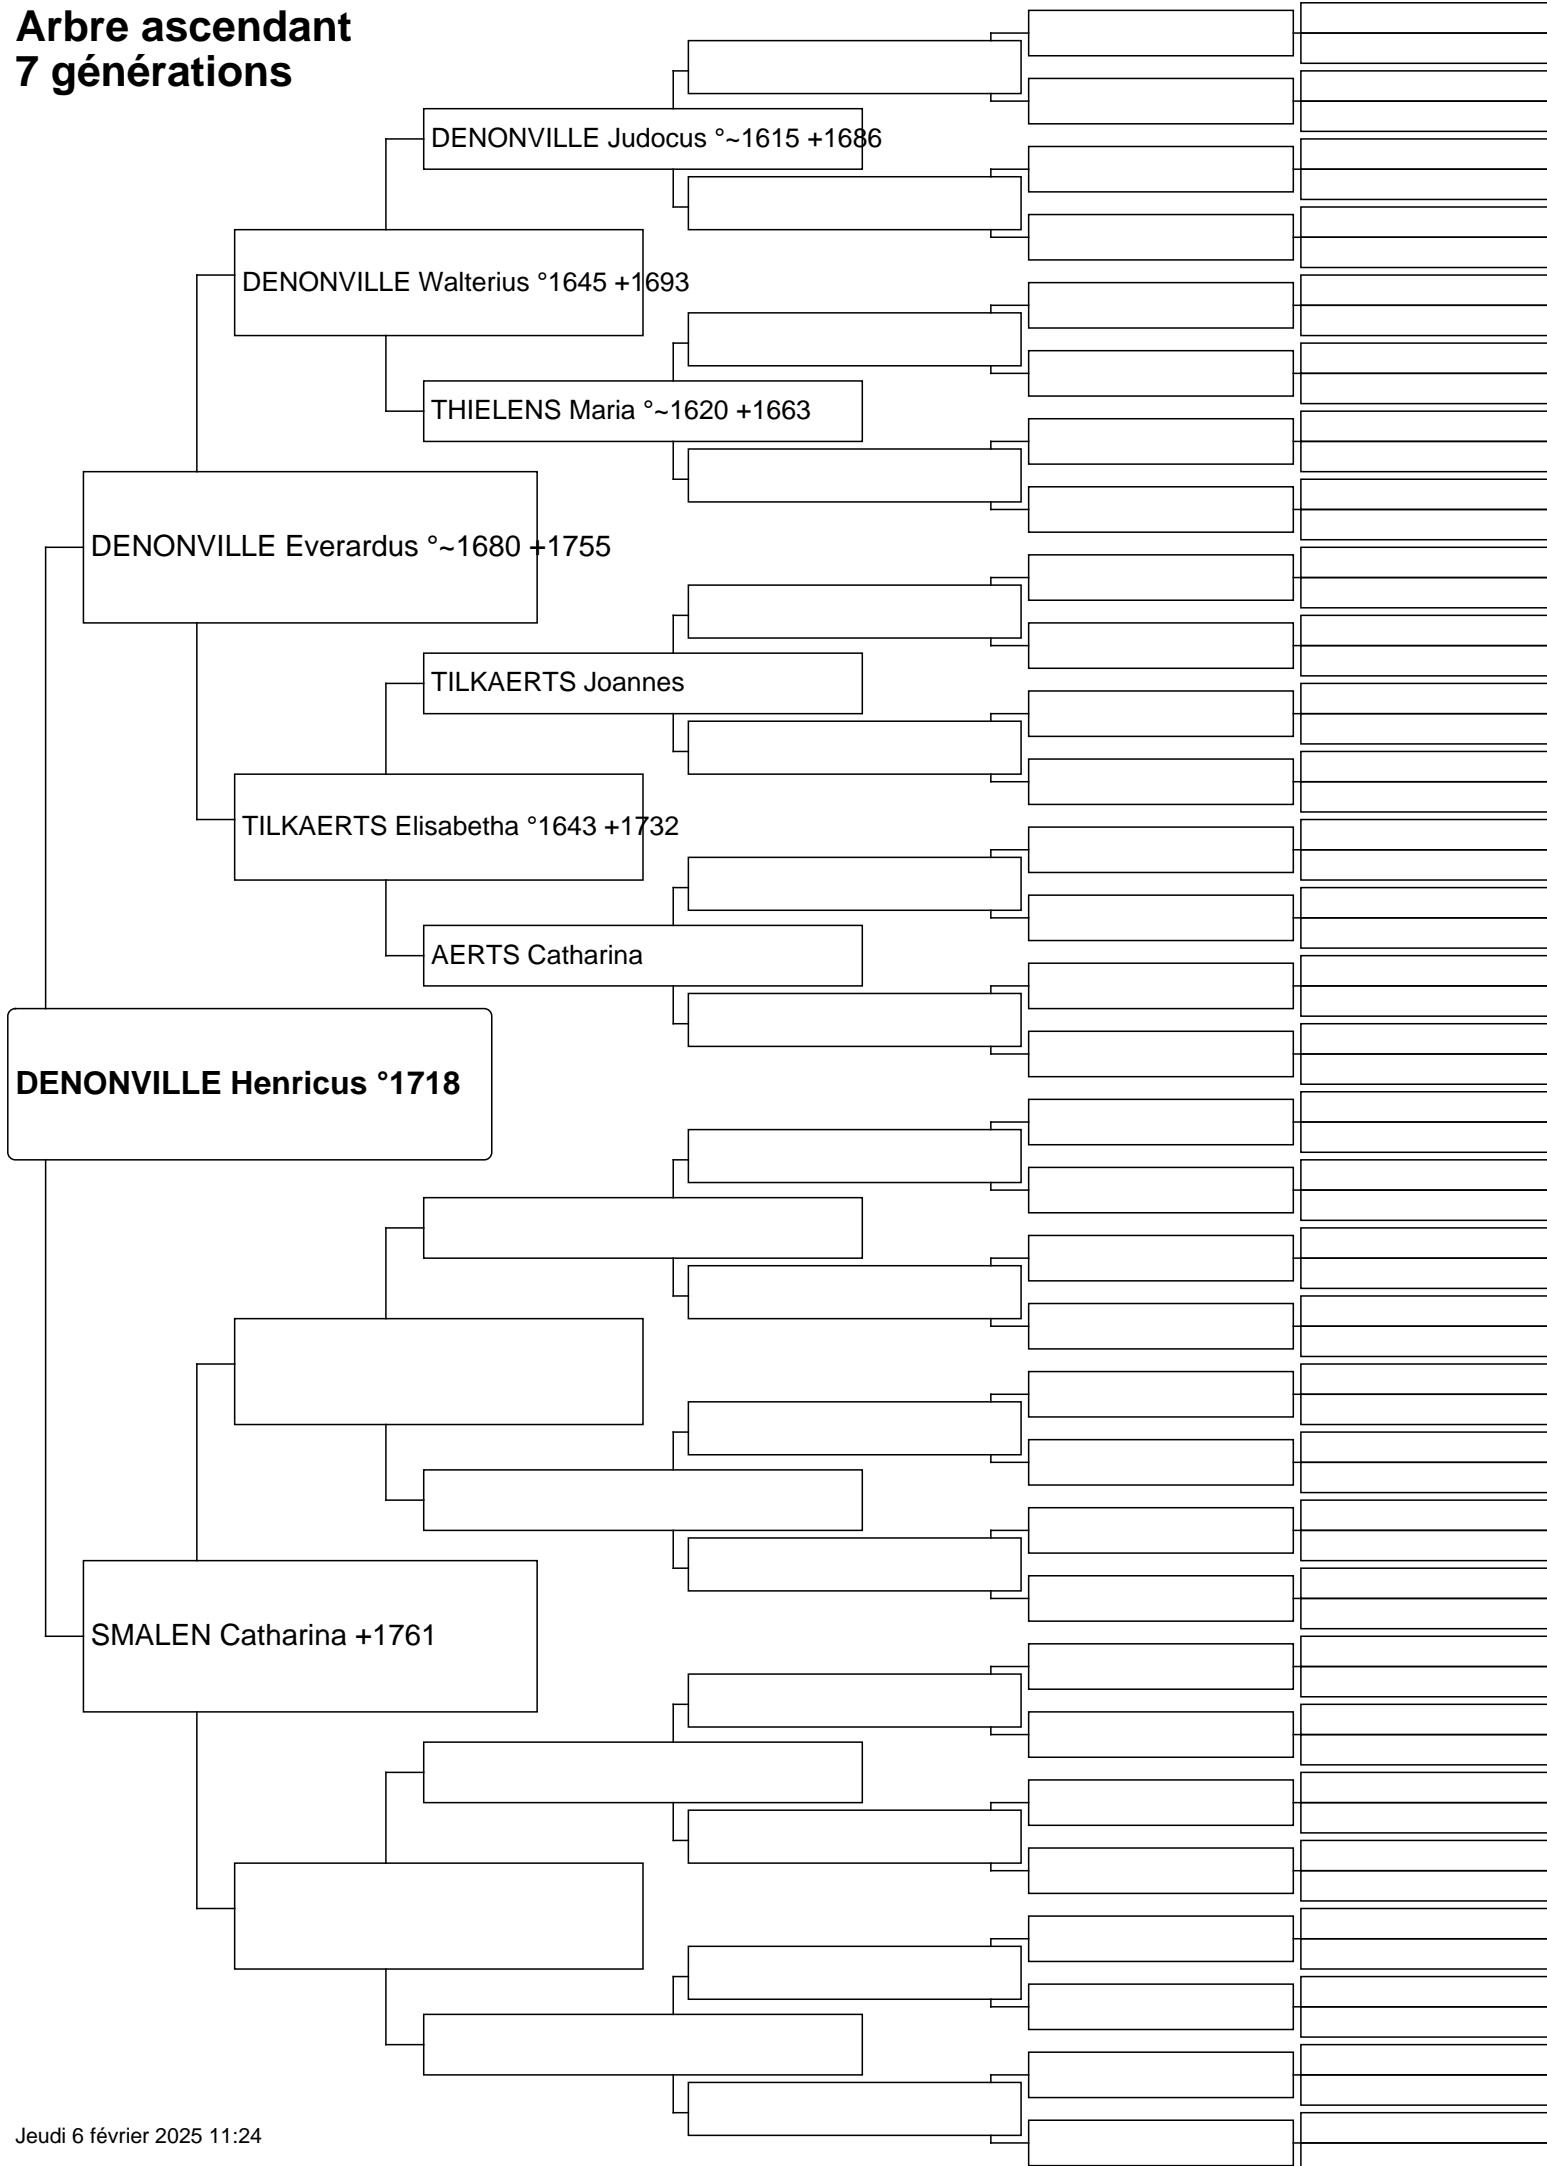 Arbre ascendant
7 générations
DENONVILLE Judocus °~1615 +1686
DENONVILLE Walterius °1645 +1693
THIELENS Maria °~1620 +1663
DENONVILLE Everardus °~1680 +1755
TILKAERTS Joannes
TILKAERTS Elisabetha °1643 +1732
AERTS Catharina
DENONVILLE Henricus °1718
SMALEN Catharina +1761
Jeudi 6 février 2025 11:24